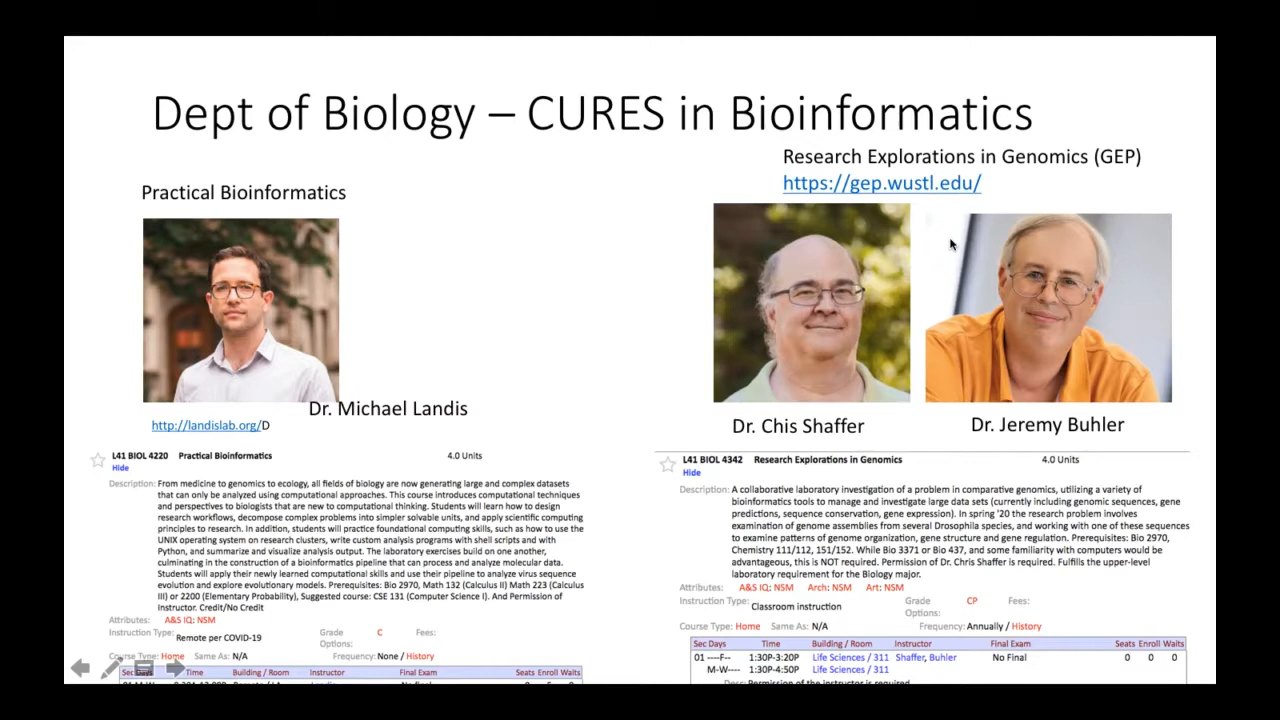 Dept of Biology – CURES in Bioinformatics
Research Explorations in Genomics (GEP)
https://gep.wustl.edu/
Practical Bioinformatics
Dr. Michael Landis
http://landislab.org/D
Dr. Chis Shaffer
Dr. Jeremy Buhler
L41 BIOL 4220 Practical Bioinformatics 4.0 Units
Hide
Description: From medicine to genomics to ecology, all fields of biology are now generating large and complex datasets
that can only be analyzed using computational approaches. This course introduces computational techniques
and perspectives to biologists that are new to computational thinking. Students will learn how to design
research workflows, decompose complex problems into simpler solvable units, and apply scientific computing
principles to research. In addition, students will practice foundational computing skills, such as how to use the
UNIX operating system on research clusters, write custom analysis programs with shell scripts and with
Python, and summarize and visualize analysis output. The laboratory exercises build on one another,
culminating in the construction of a bioinformatics pipeline that can process and analyze molecular data.
Students will apply their newly learned computational skills and use their pipeline to analyze virus sequence
evolution and explore evolutionary models. Prerequisites: Bio 2970, Math 132 (Calculus II) Math 223 (Calculus
III) or 2200 (Elementary Probability), Suggested course: CSE 131 (Computer Science I). And Permission of
Instructor. Credit/No Credit
Attributes: A&S IQ: NSM
Instruction Type: Remote per COVID-19 Grade Options: C Fees:
Course Type: Home Same As: N/A Frequency: None / History
Sec Time Building / Room Instructor Final Exam Seats Enroll Waits
L41 BIOL 4342 Research Explorations in Genomics 4.0 Units
Hide
Description: A collaborative laboratory investigation of a problem in comparative genomics, utilizing a variety of
bioinformatics tools to manage and investigate large data sets (currently including genomic sequences, gene
predictions, sequence conservation, gene expression). In spring '20 the research problem involves
examination of genome assemblies from several Drosophila species, and working with one of these sequences
to examine patterns of genome organization, gene structure and gene regulation. Prerequisites: Bio 2970,
Chemistry 111/112, 151/152. While Bio 3371 or Bio 437, and some familiarity with computers would be
advantageous, this is NOT required. Permission of Dr. Chris Shaffer is required. Fulfills the upper-level
laboratory requirement for the Biology major.
Attributes: A&S IQ: NSM Arch: NSM Art: NSM
Instruction Type: Classroom instruction Grade Options: CP Fees:
Course Type: Home Same As: N/A Frequency: Annually / History
Sec Days Time Building / Room Instructor Final Exam Seats Enroll Waits
01 ----F-- 1:30P-3:20P Life Sciences / 311 Shaffer, Buhler No Final 0 0 0
M-W---- 1:30P-4:50P Life Sciences / 311
Desc: Permission of the instructor is required